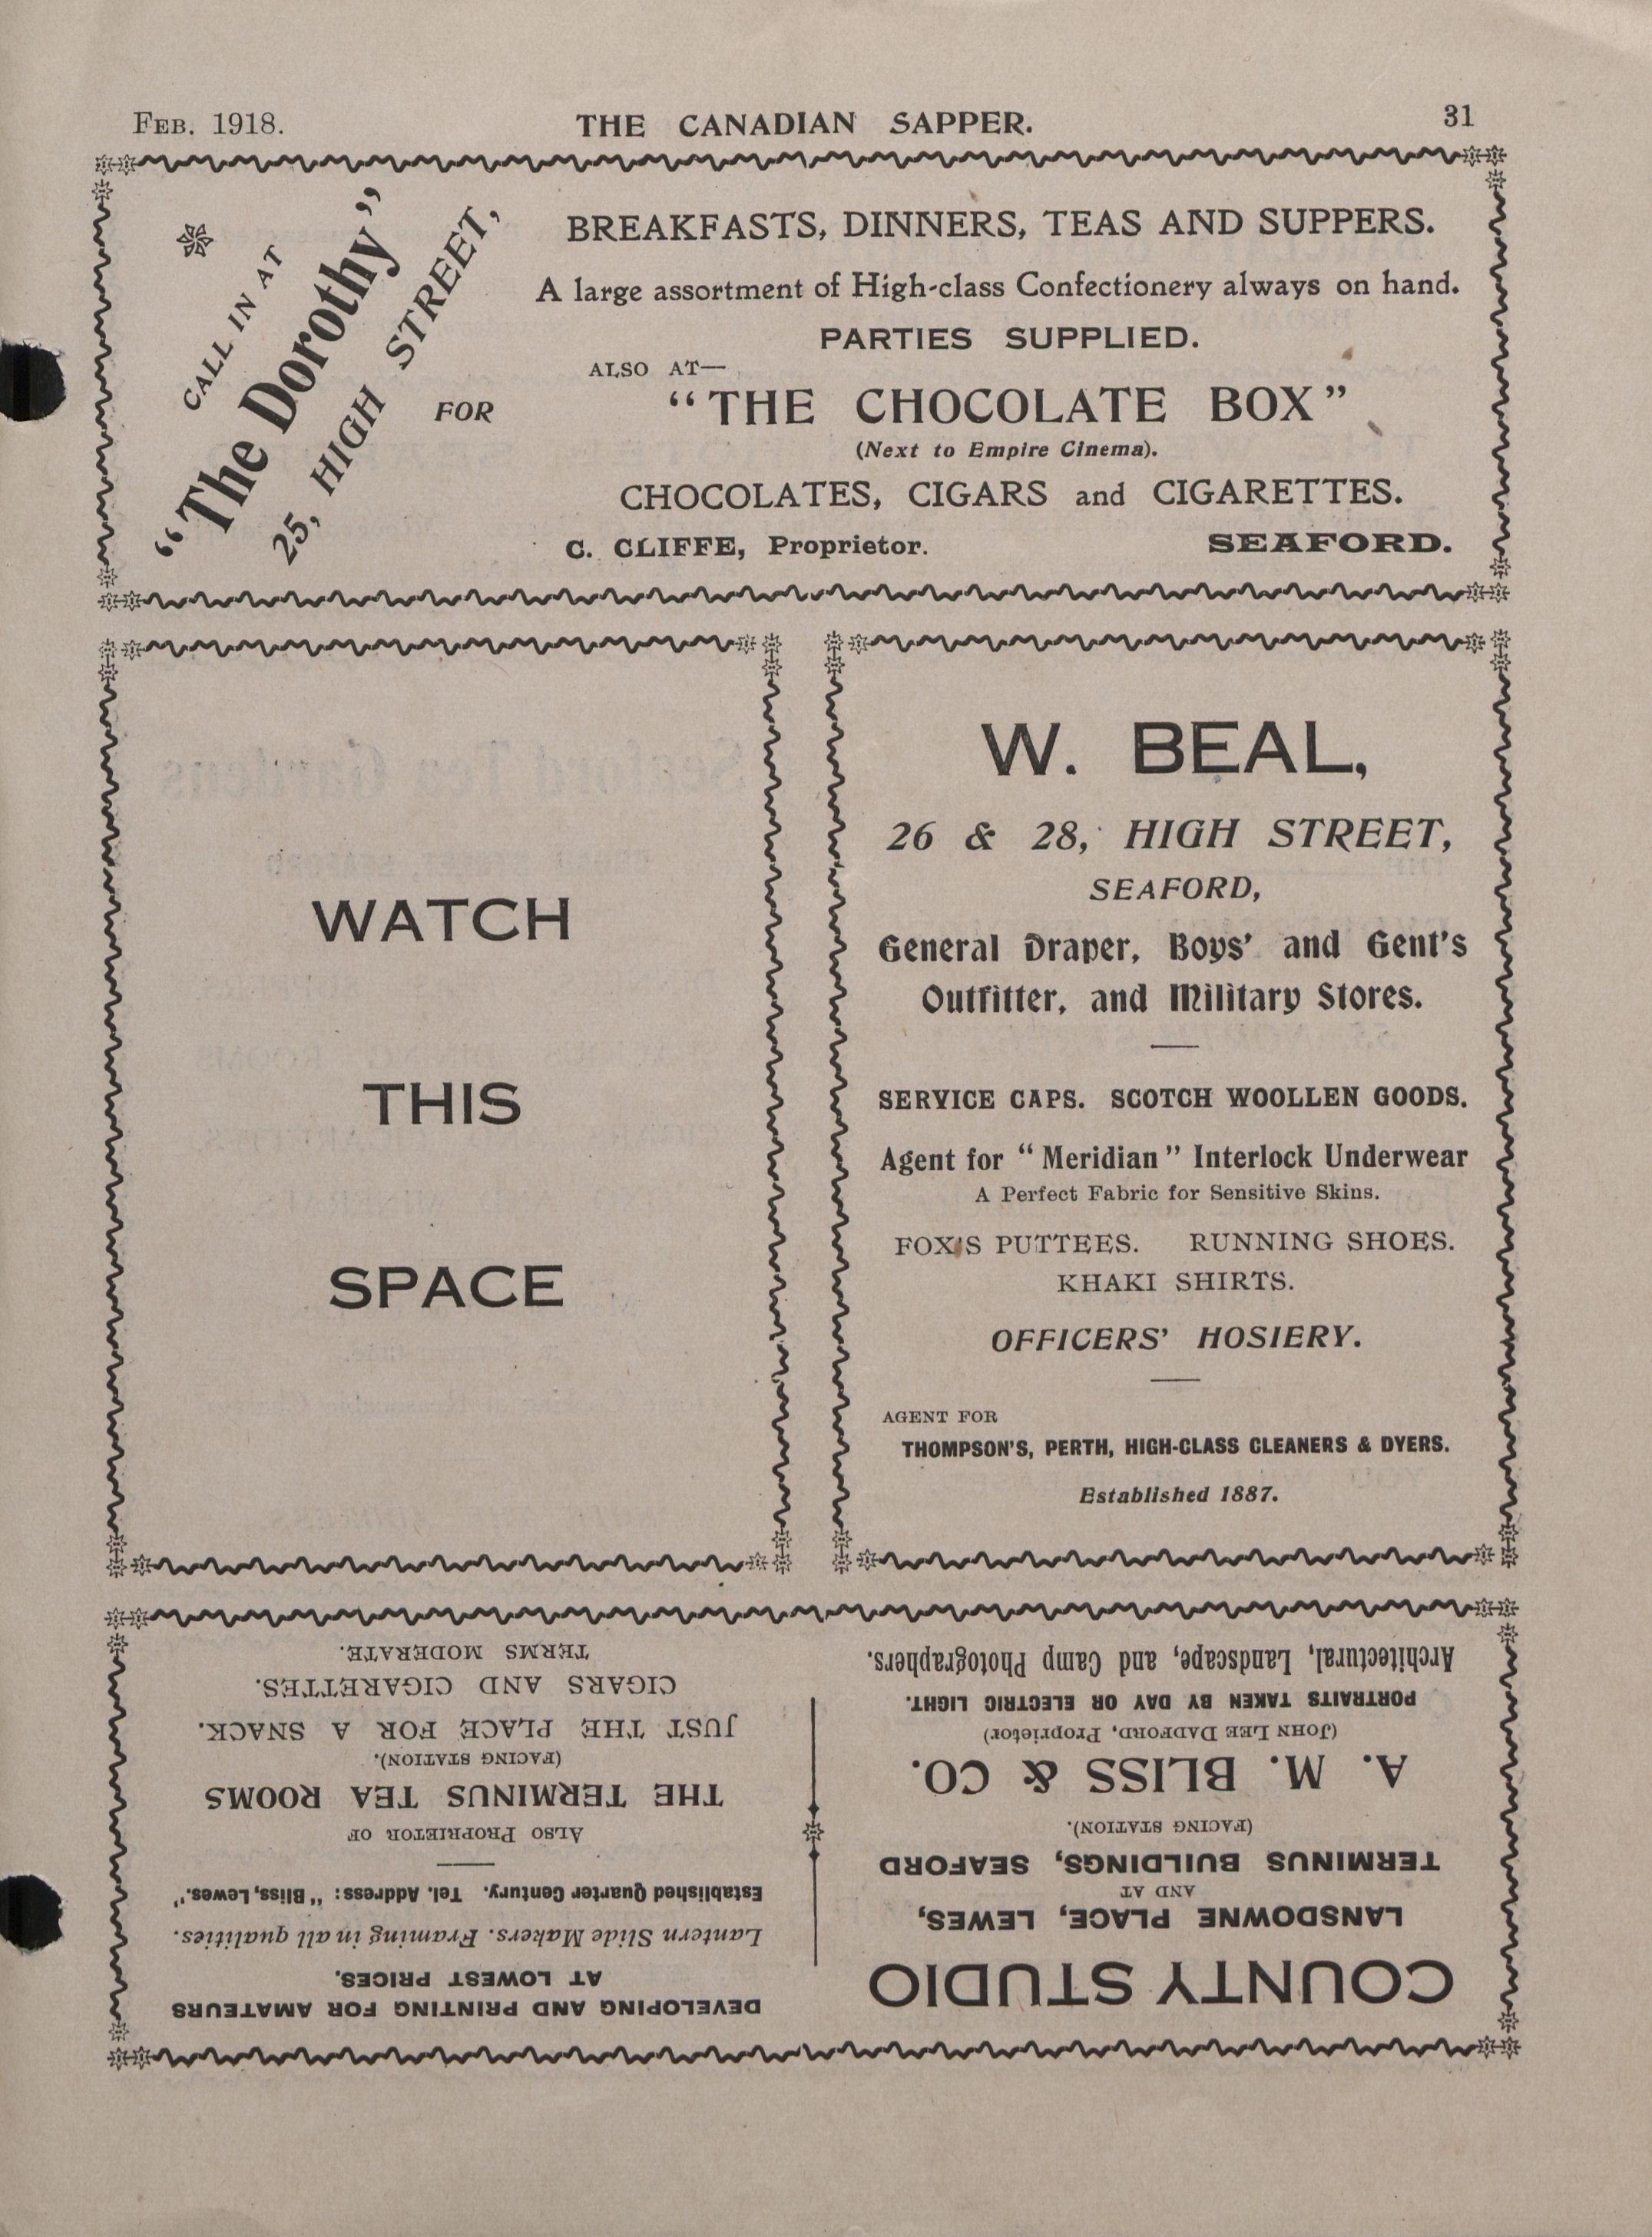 FEB. 1918.
THE CANADIAN SAPPER.
31
CALL IN AT
"The Dorothy"
25, HIGH STREET,
FOR
BREAKFASTS, DINNERS, TEAS AND SUPPERS.
A large assortment of High-class Confectionery always on hand.
PARTIES SUPPLIED.
ALSO AT—
"THE CHOCOLATE BOX"
(Next to Empire Cinema).
CHOCOLATES, CIGARS and CIGARETTES.
C. CLIFFE, Proprietor.
SEAFORD.
WATCH
THIS
SPACE
W. BEAL,
26 & 28, HIGH STREET,
SEAFORD,
General Draper, Boys' and Gent's
Outfitter, and Military Stores.
SERVICE CAPS. SCOTCH WOOLLEN GOODS.
Agent for "Meridian" Interlock Underwear
A Perfect Fabric for Sensitive Skins.
FOX'S PUTTEES. RUNNING SHOES.
KHAKI SHIRTS.
OFFICERS' HOSIERY.
AGENT FOR
THOMPSON'S, PERTH, HIGH-CLASS CLEANERS & DYERS.
Established 1887.
COUNTY STUDIO
LANSDOWNE PLACE, LEWES,
AND AT
TERMINUS BUILDINGS, SEAFORD
(FACING STATION).
A. M. BLISS & CO.
(JOHN LEE DADFORD, Proprietor)
PORTRAITS TAKEN BY DAY OR ELECTRIC LIGHT.
Architectural, Landscape, and Camp Photographers.
DEVELOPING AND PRINTING FOR AMATEURS
AT LOWEST PRICES.
Lantern Slide Makers. Framing in all qualities.
Established Quarter Century. Tel. Address: "Bliss, Lewes."
ALSO PROPRIETOR OF
THE TERMINUS TEA ROOMS
(FACING STATION).
JUST THE PLACE FOR A SNACK.
CIGARS AND CIGARETTES.
TERMS MODERATE.